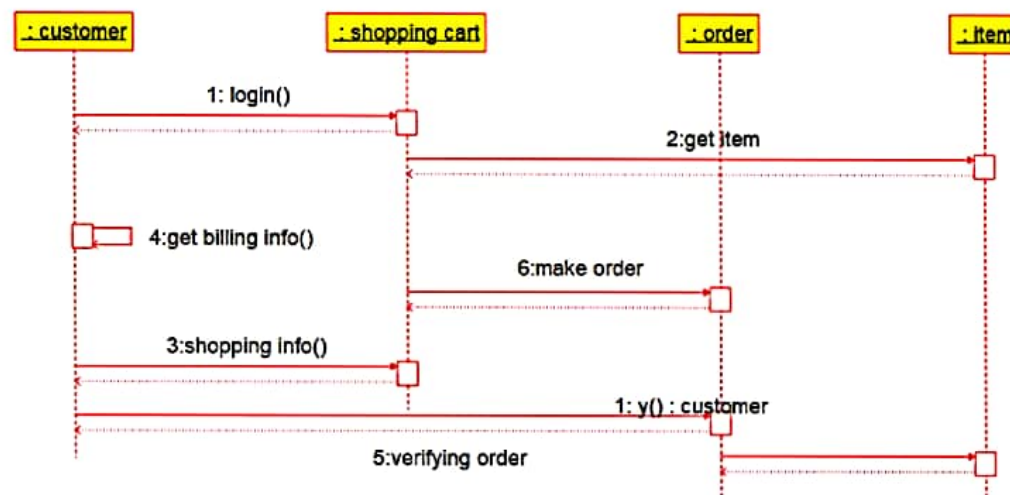 : customer
: shopping cart
: order
: item
1: login()
2:get item
4:get billing info()
6:make order
3:shopping info()
1: y() : customer
5:verifying order